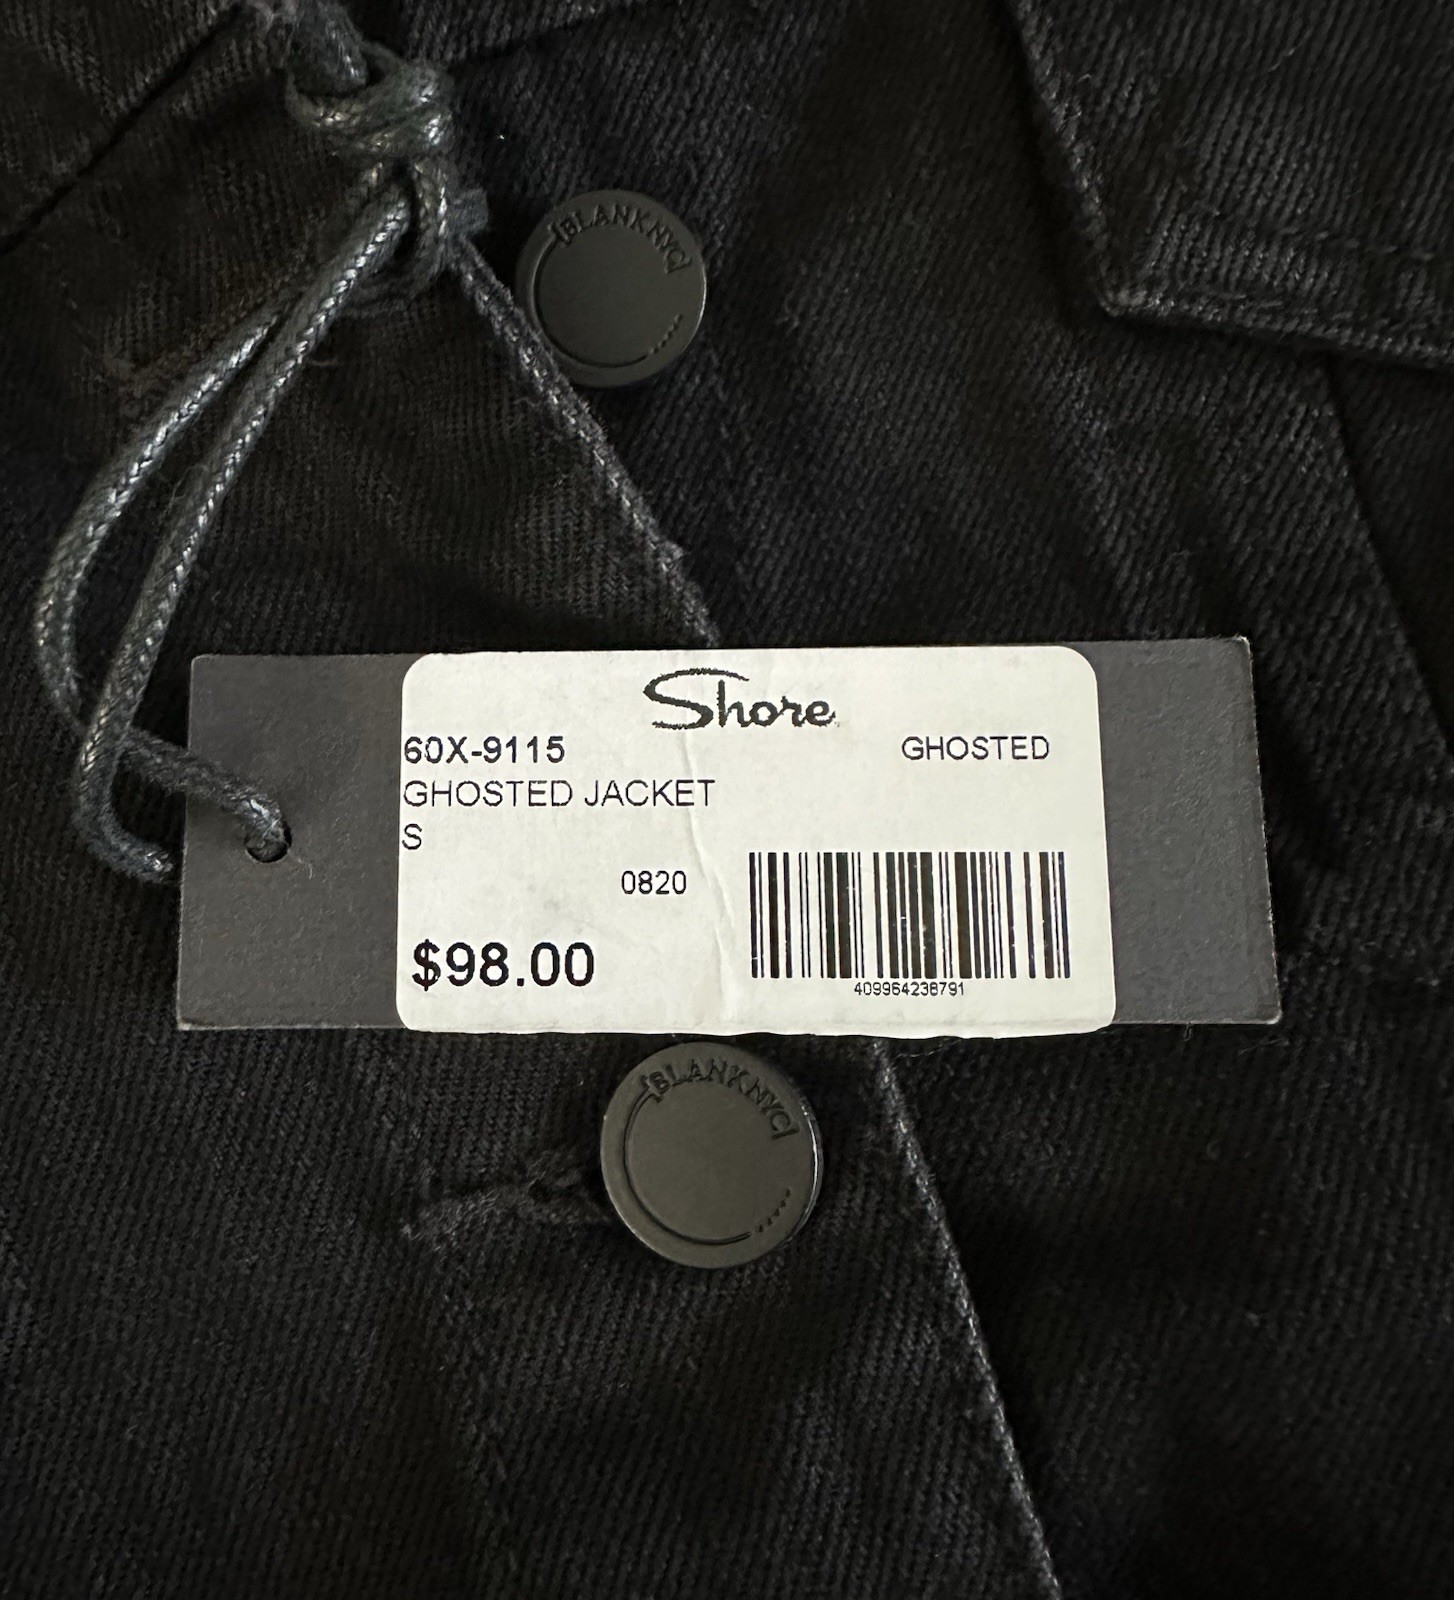 [BLANKNYC]
Shore
60X-9115 GHOSTED
GHOSTED JACKET
S
0820
$98.00
409964238791
[BLANKNYC]